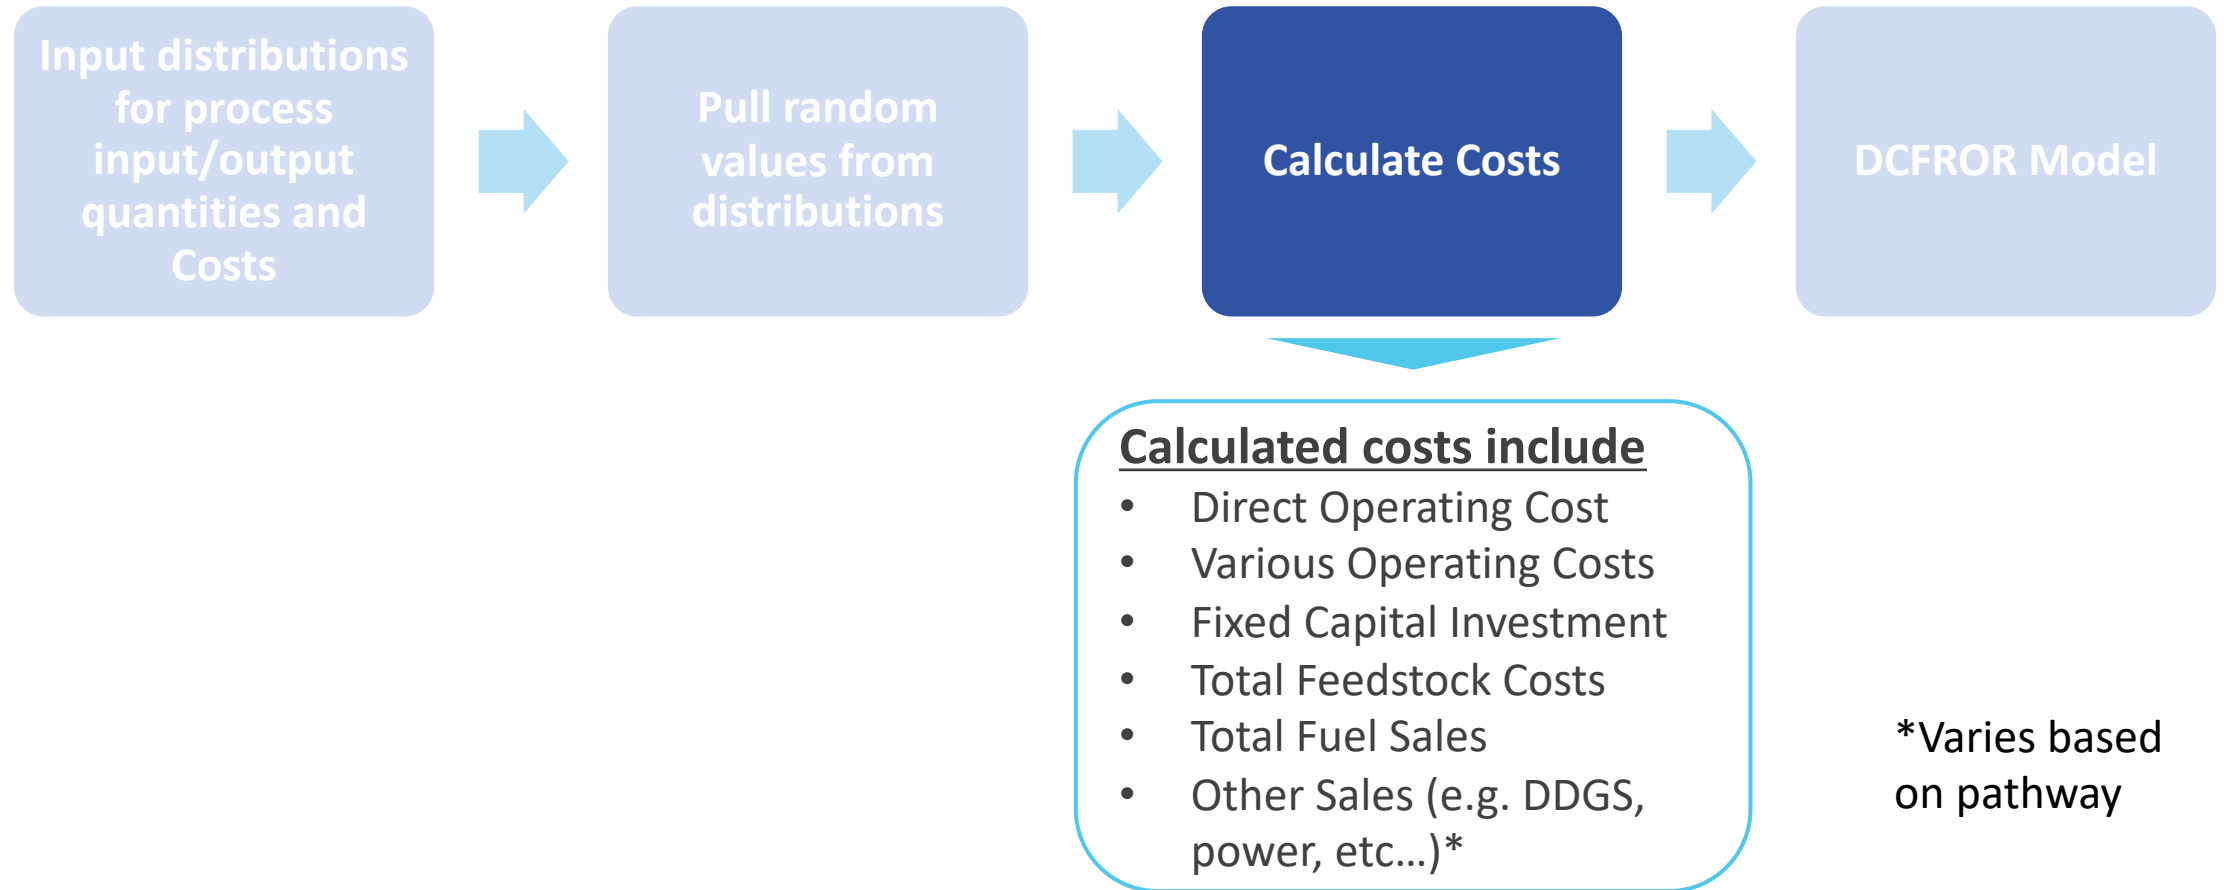 Input distributions
for process
input/output
quantities and
Costs
Pull random
values from
distributions
Calculate Costs
DCFROR Model
Calculated costs include
• Direct Operating Cost
• Various Operating Costs
• Fixed Capital Investment
• Total Feedstock Costs
• Total Fuel Sales
• Other Sales (e.g. DDGS,
power, etc...)*
*Varies based
on pathway